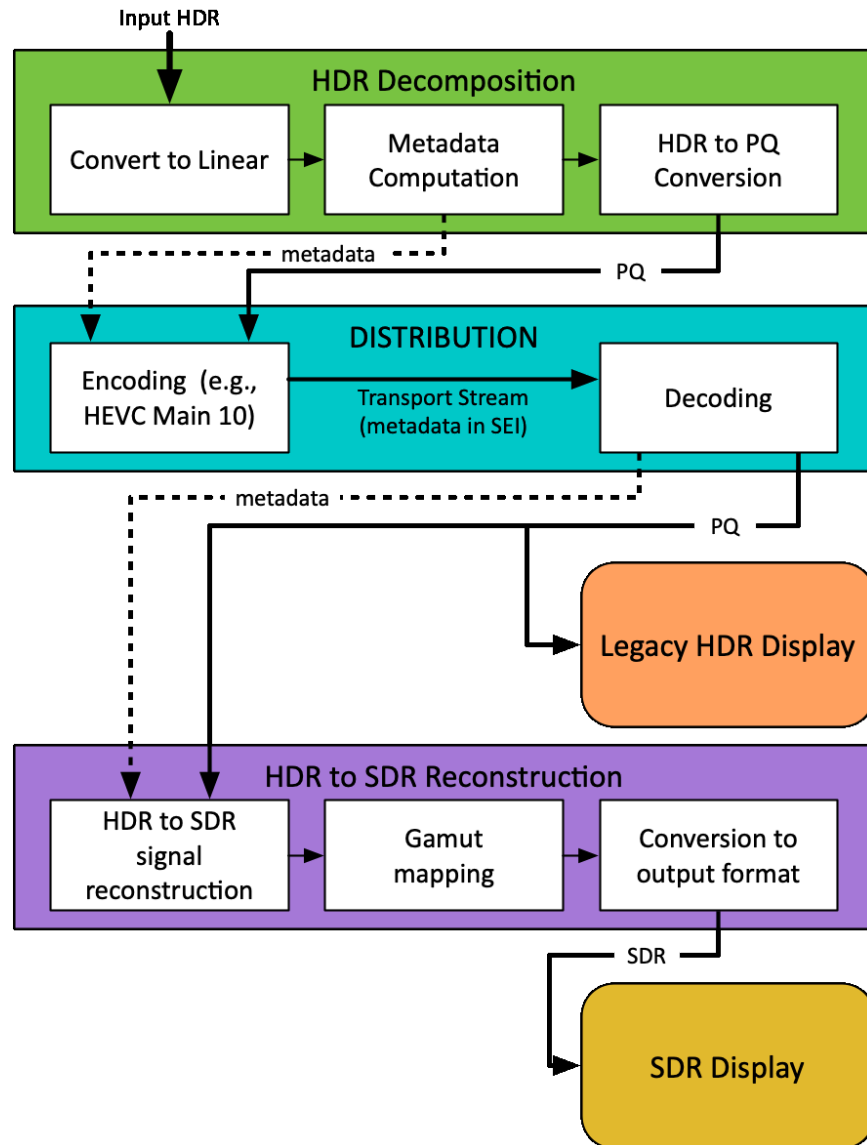 Input HDR
HDR Decomposition
Convert to Linear
Metadata
Computation
HDR to PQ
Conversion
metadata
PQ
DISTRIBUTION
Encoding (e.g.,
HEVC Main 10)
Transport Stream
(metadata in SEI)
Decoding
metadata
PQ
Legacy HDR Display
HDR to SDR Reconstruction
HDR to SDR
signal
reconstruction
Gamut
mapping
Conversion to
output format
SDR
SDR Display